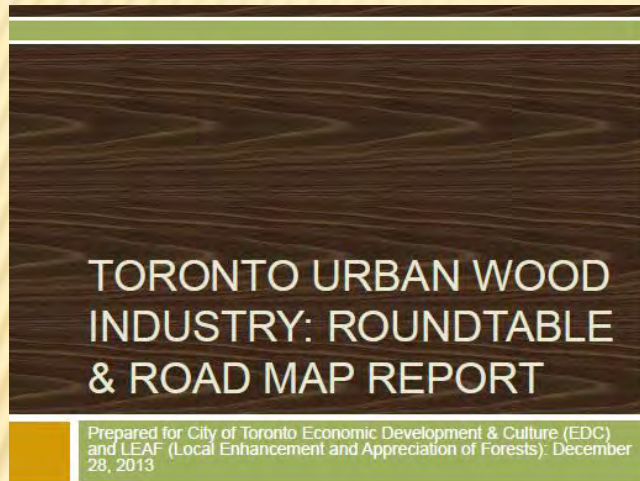 TORONTO URBAN WOOD
INDUSTRY: ROUNDTABLE
& ROAD MAP REPORT
Prepared for City of Toronto Economic Development & Culture (EDC)
and LEAF (Local Enhancement and Appreciation of Forests): December
28, 2013